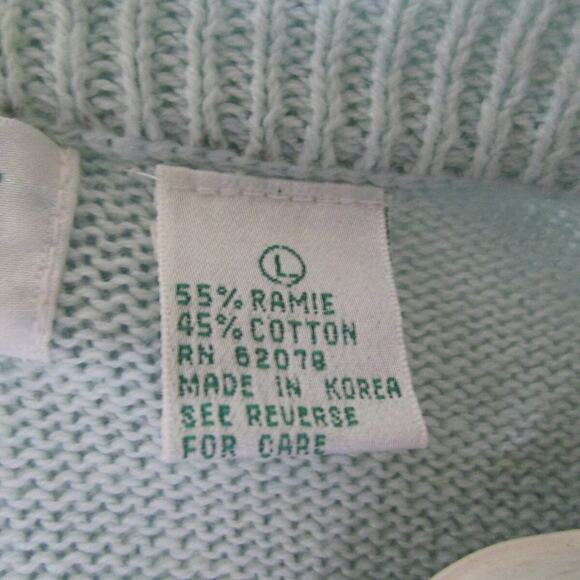 L
55% RAMIE
45% COTTON
RN 62078
MADE IN KOREA
SEE REVERSE
FOR CARE